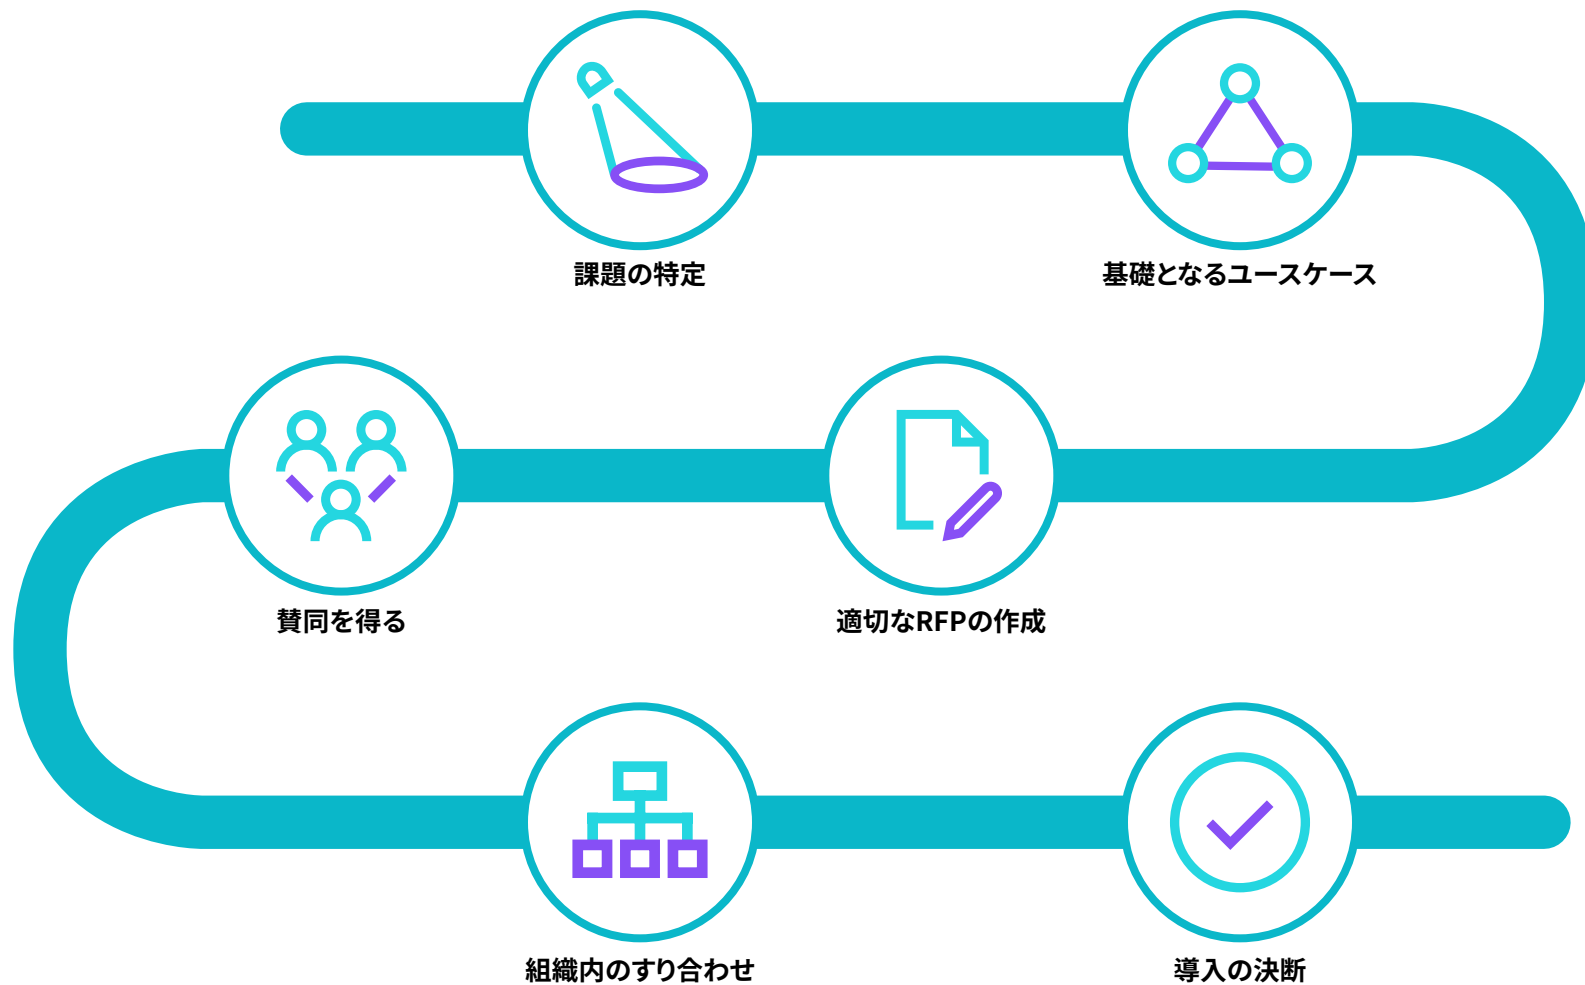 課題の特定
基礎となるユースケース
賛同を得る
適切なRFPの作成
組織内のすり合わせ
導入の決断